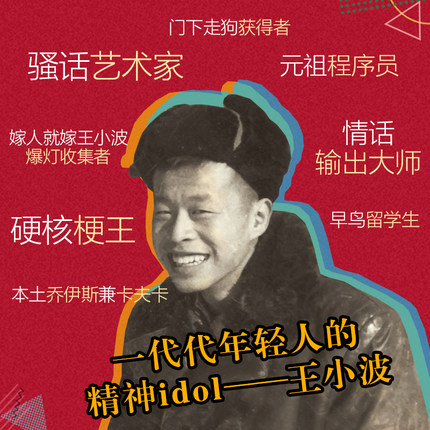 门下走狗获得者
骚话艺术家
元祖程序员
嫁人就嫁王小波
爆灯收集者
情话
输出大师
硬核梗王
早鸟留学生
本土乔伊斯兼卡夫卡
一代代年轻人的
精神idol——王小波